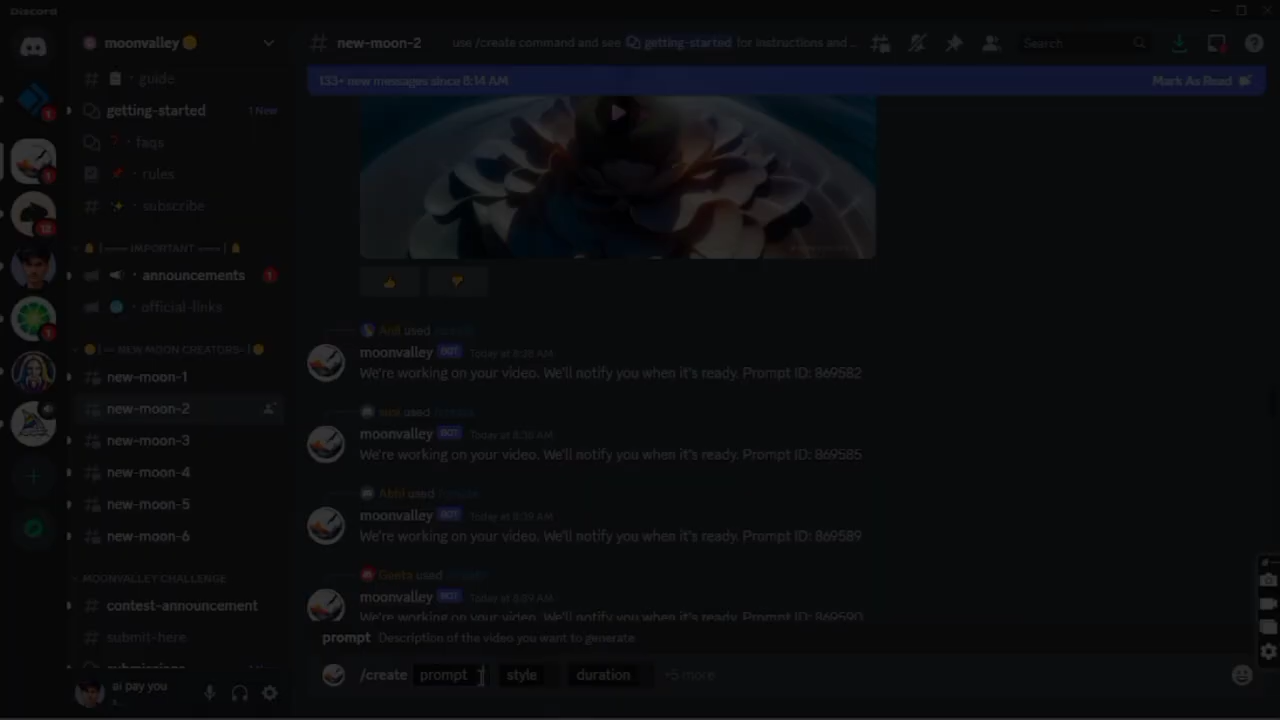 Discord
moonvalley
# new-moon-2 use /create command and see getting-started for instructions and ... Search
133+ new messages since 8:14 AM Mark As Read
guide
getting-started 1 New
faqs
rules
subscribe
IMPORTANT
announcements 1
official-links
NEW MOON CREATORS
new-moon-1
new-moon-2
new-moon-3
new-moon-4
new-moon-5
new-moon-6
MOONVALLEY CHALLENGE
contest-announcement
submit-here
submissions
ai pay you
used
moonvalley BOT Today at 8:38 AM
We're working on your video. We'll notify you when it's ready. Prompt ID: 869582
used
moonvalley BOT Today at 8:38 AM
We're working on your video. We'll notify you when it's ready. Prompt ID: 869585
Abhi used
moonvalley BOT Today at 8:39 AM
We're working on your video. We'll notify you when it's ready. Prompt ID: 869589
Geeta used
moonvalley BOT Today at 8:39 AM
We're working on your video. We'll notify you when it's ready. Prompt ID: 869590
prompt Description of the video you want to generate
/create prompt style duration +5 more